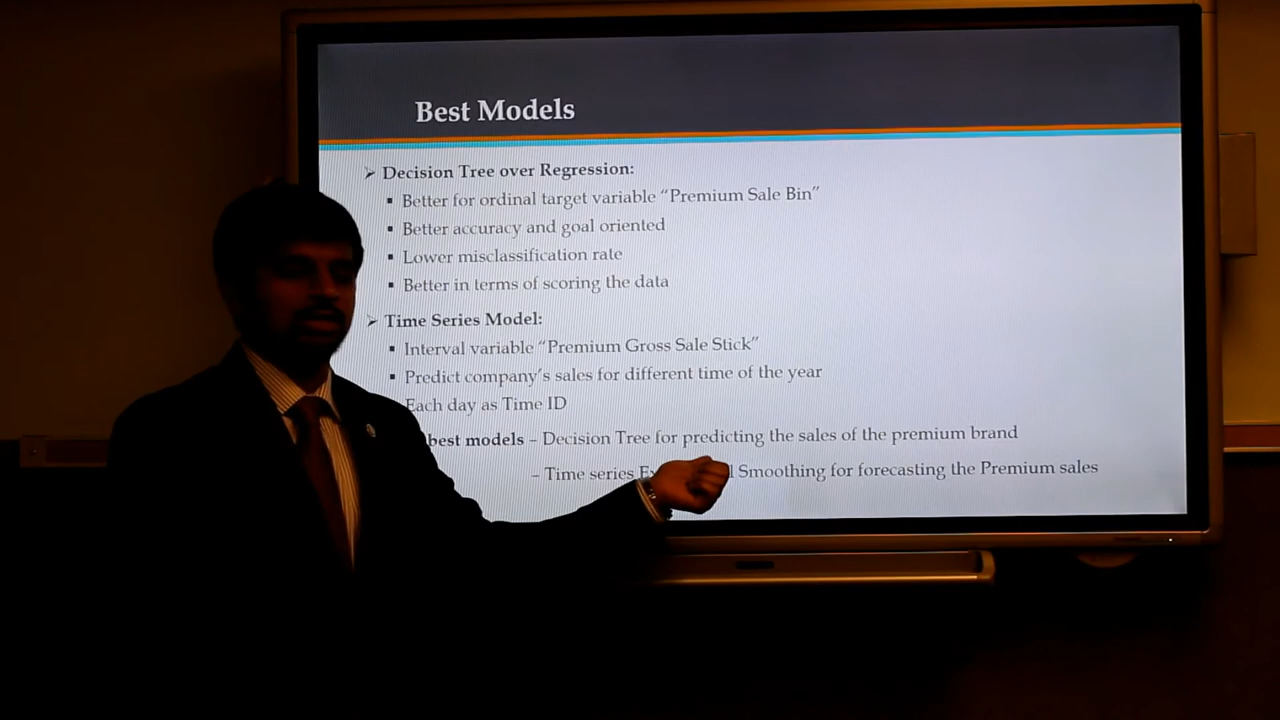 Best Models
➢ Decision Tree over Regression:
▪ Better for ordinal target variable “Premium Sale Bin”
▪ Better accuracy and goal oriented
▪ Lower misclassification rate
▪ Better in terms of scoring the data
➢ Time Series Model:
▪ Interval variable “Premium Gross Sale Stick”
▪ Predict company’s sales for different time of the year
Each day as Time ID
best models – Decision Tree for predicting the sales of the premium brand
– Time series Smoothing for forecasting the Premium sales